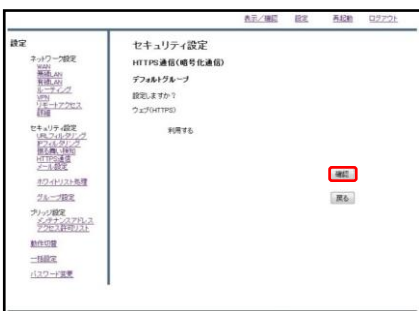 表示/確認 設定 再起動 ログアウト
設定
ネットワーク設定
WAN
無線LAN
有線LAN
ルーティング
VPN
リモートアクセス
詳細
セキュリティ設定
URLフィルタリング
IPフィルタリング
振る舞い検知
HTTPS通信
メール設定
ホワイトリスト処理
グループ設定
ブリッジ設定
メンテナンスアドレス
アクセス許可リスト
動作切替
一括設定
パスワード変更
セキュリティ設定
HTTPS通信(暗号化通信)
デフォルトグループ
設定しますか?
ウェブ(HTTPS)
利用する
確認
戻る